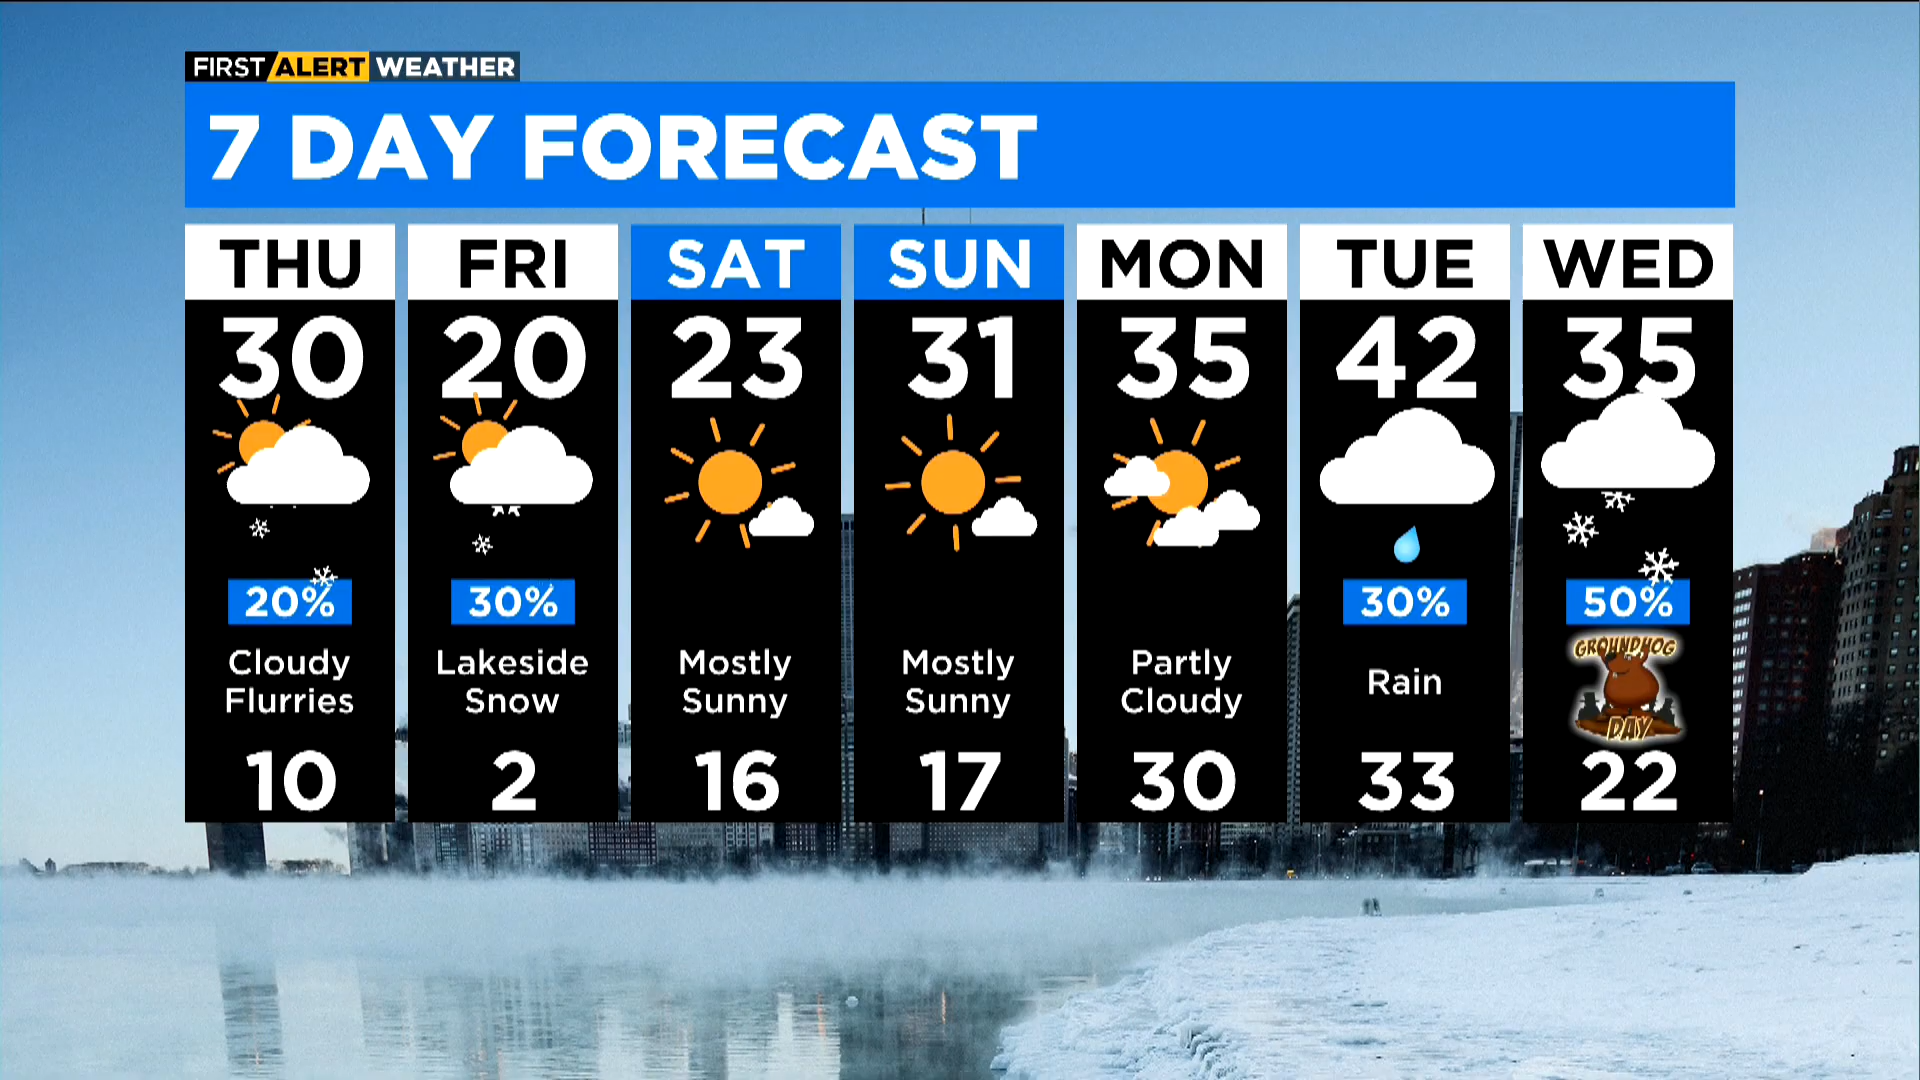 FIRST ALERT WEATHER
7 DAY FORECAST
THU
30
20%
Cloudy
Flurries
10
FRI
20
30%
Lakeside
Snow
2
SAT
23
Mostly
Sunny
16
SUN
31
Mostly
Sunny
17
MON
35
Partly
Cloudy
30
TUE
42
30%
Rain
33
WED
35
50%
GROUNDHOG
DAY
22